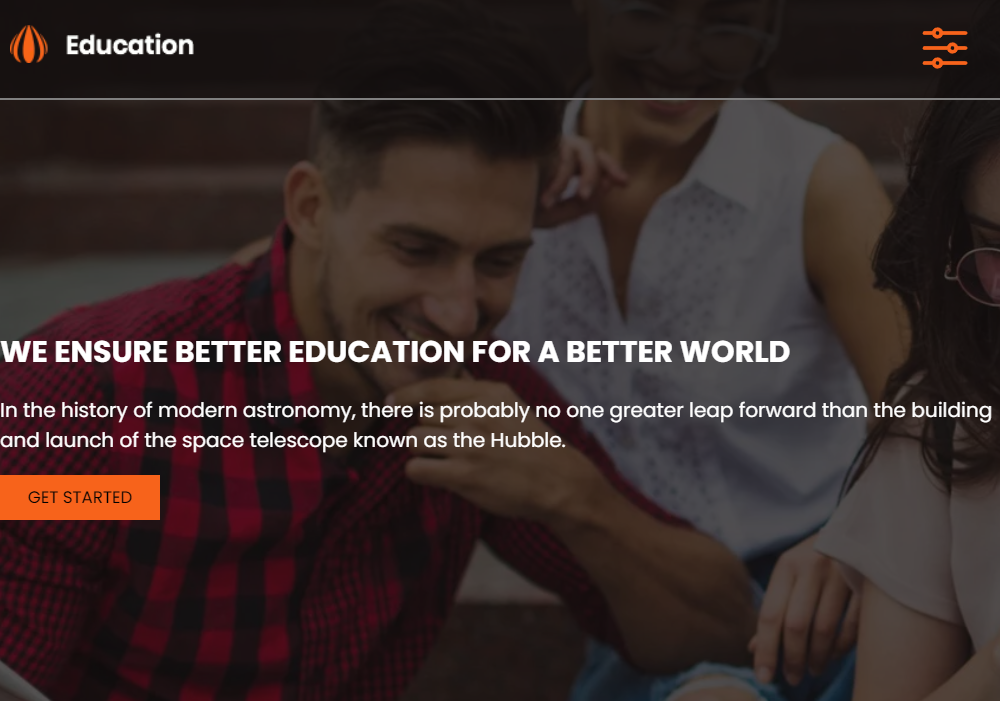 Education
WE ENSURE BETTER EDUCATION FOR A BETTER WORLD
In the history of modern astronomy, there is probably no one greater leap forward than the building
and launch of the space telescope known as the Hubble.
GET STARTED